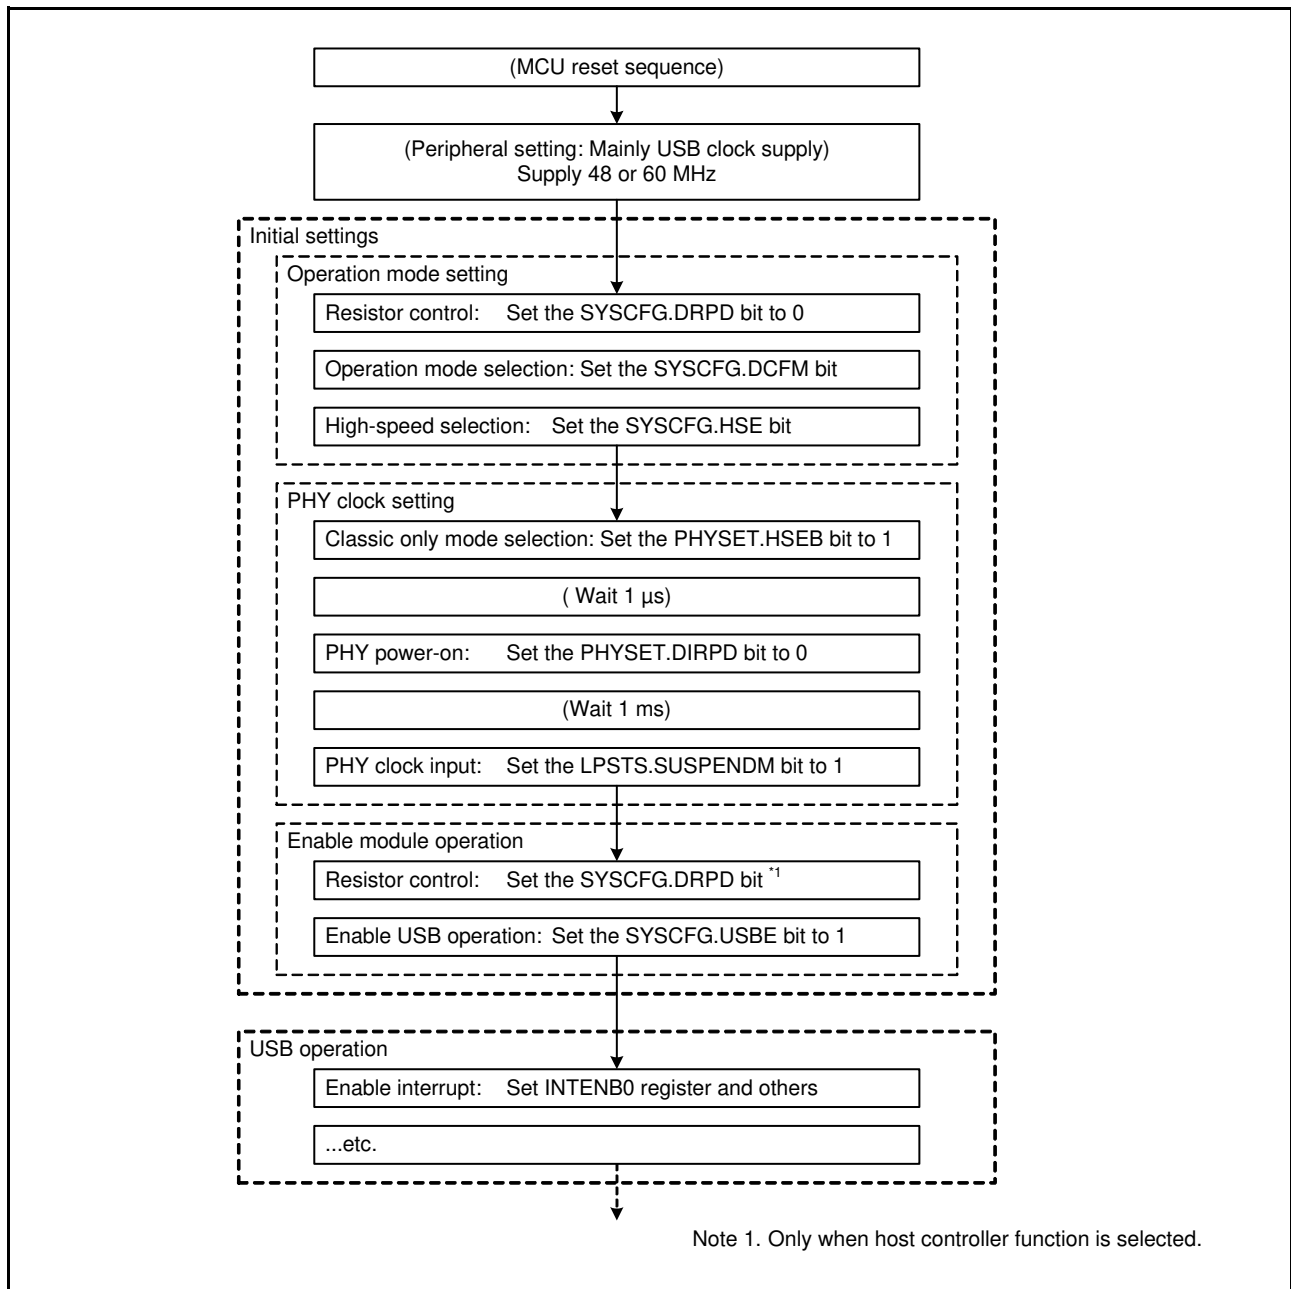 (MCU reset sequence)
(Peripheral setting: Mainly USB clock supply)
Supply 48 or 60 MHz
Initial settings
Operation mode setting
Resistor control: Set the SYSCFG.DRPD bit to 0
Operation mode selection: Set the SYSCFG.DCFM bit
High-speed selection: Set the SYSCFG.HSE bit
PHY clock setting
Classic only mode selection: Set the PHYSET.HSEB bit to 1
( Wait 1 µs)
PHY power-on: Set the PHYSET.DIRPD bit to 0
(Wait 1 ms)
PHY clock input: Set the LPSTS.SUSPENDM bit to 1
Enable module operation
Resistor control: Set the SYSCFG.DRPD bit *1
Enable USB operation: Set the SYSCFG.USBE bit to 1
USB operation
Enable interrupt: Set INTENB0 register and others
...etc.
Note 1. Only when host controller function is selected.